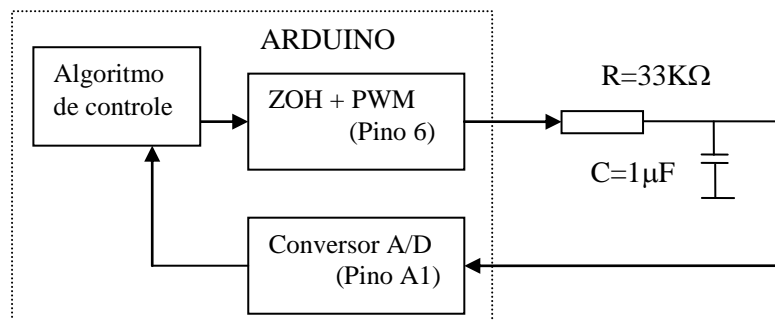 ARDUINO
Algoritmo
de controle
ZOH + PWM
(Pino 6)
R=33KΩ
C=1μF
Conversor A/D
(Pino A1)